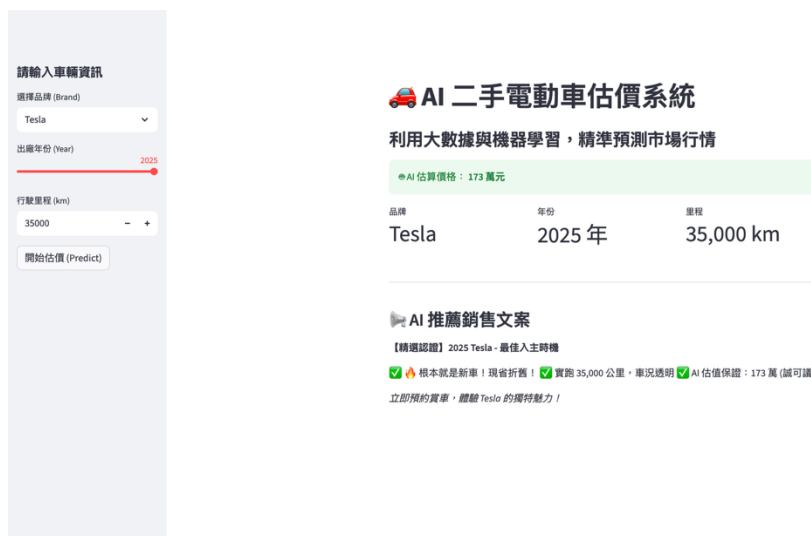 請輸入車輛資訊
選擇品牌 (Brand)
Tesla
出廠年份 (Year)
2025
行駛里程 (km)
35000
− +
開始估價 (Predict)
🚗 AI 二手電動車估價系統
利用大數據與機器學習，精準預測市場行情
AI 估算價格： 173 萬元
品牌 年份 里程
Tesla 2025 年 35,000 km
AI 推薦銷售文案
【精選認證】2025 Tesla - 最佳入主時機
✅ 🔥 根本就是新車！現省折舊！ ✅ 實跑 35,000 公里，車況透明 ✅ AI 估值保證：173 萬 (誠可議
立即預約賞車，體驗 Tesla 的獨特魅力！